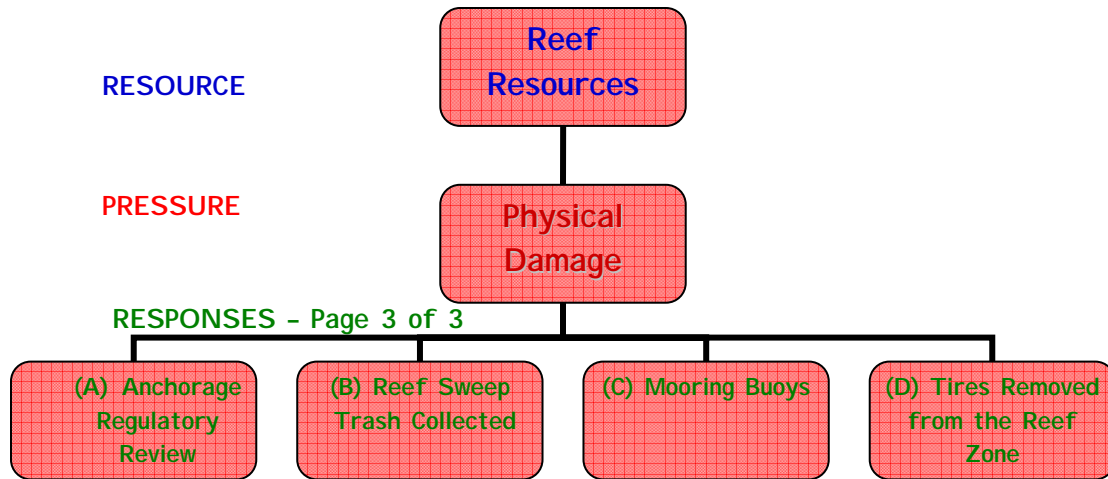 Reef
Resources
RESOURCE
PRESSURE
Physical
Damage
RESPONSES – Page 3 of 3
(A) Anchorage
Regulatory
Review
(B) Reef Sweep
Trash Collected
(C) Mooring Buoys
(D) Tires Removed
from the Reef
Zone